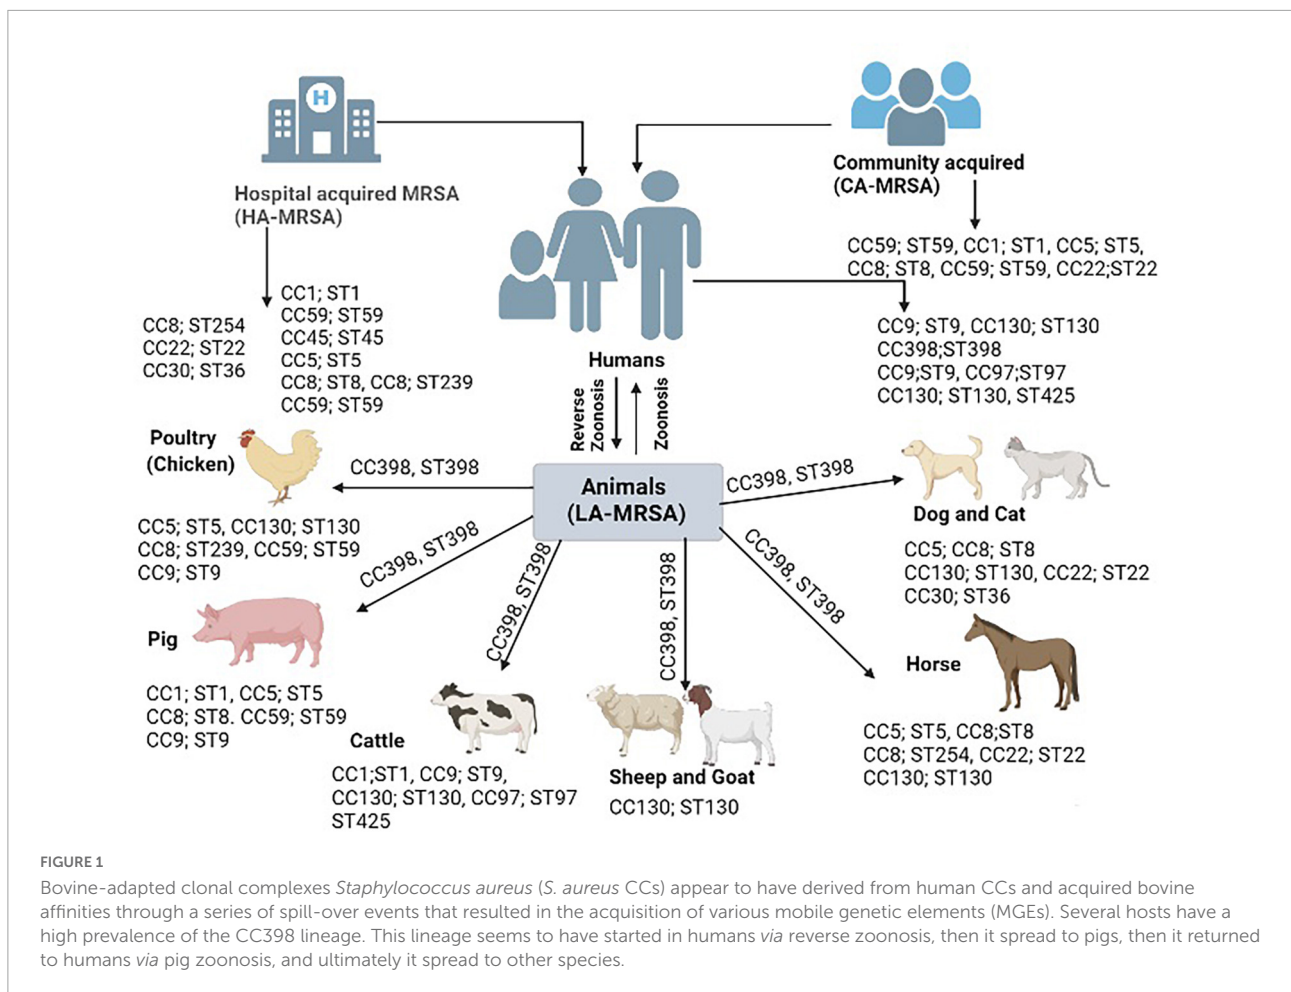 H
Hospital acquired MRSA
(HA-MRSA)
Community acquired
(CA-MRSA)
CC59; ST59, CC1; ST1, CC5; ST5,
CC8; ST8, CC59; ST59, CC22;ST22
CC8; ST254
CC22; ST22
CC30; ST36
CC1; ST1
CC59; ST59
CC45; ST45
CC5; ST5
CC8; ST8, CC8; ST239
CC59; ST59
Humans
CC9; ST9, CC130; ST130
CC398;ST398
CC9;ST9, CC97;ST97
CC130; ST130, ST425
Reverse
Zoonosis
Zoonosis
Animals
(LA-MRSA)
Poultry
(Chicken)
CC398, ST398
CC5; ST5, CC130; ST130
CC8; ST239, CC59; ST59
CC9; ST9
CC398, ST398
Pig
CC1; ST1, CC5; ST5
CC8; ST8. CC59; ST59
CC9; ST9
CC398, ST398
Cattle
CC1;ST1, CC9; ST9,
CC130; ST130, CC97; ST97
ST425
CC398, ST398
Sheep and Goat
CC130; ST130
CC398, ST398
Horse
CC5; ST5, CC8;ST8
CC8; ST254, CC22; ST22
CC130; ST130
CC398, ST398
Dog and Cat
CC5; CC8; ST8
CC130; ST130, CC22; ST22
CC30; ST36
FIGURE 1
Bovine-adapted clonal complexes Staphylococcus aureus (S. aureus CCs) appear to have derived from human CCs and acquired bovine
affinities through a series of spill-over events that resulted in the acquisition of various mobile genetic elements (MGEs). Several hosts have a
high prevalence of the CC398 lineage. This lineage seems to have started in humans via reverse zoonosis, then it spread to pigs, then it returned
to humans via pig zoonosis, and ultimately it spread to other species.